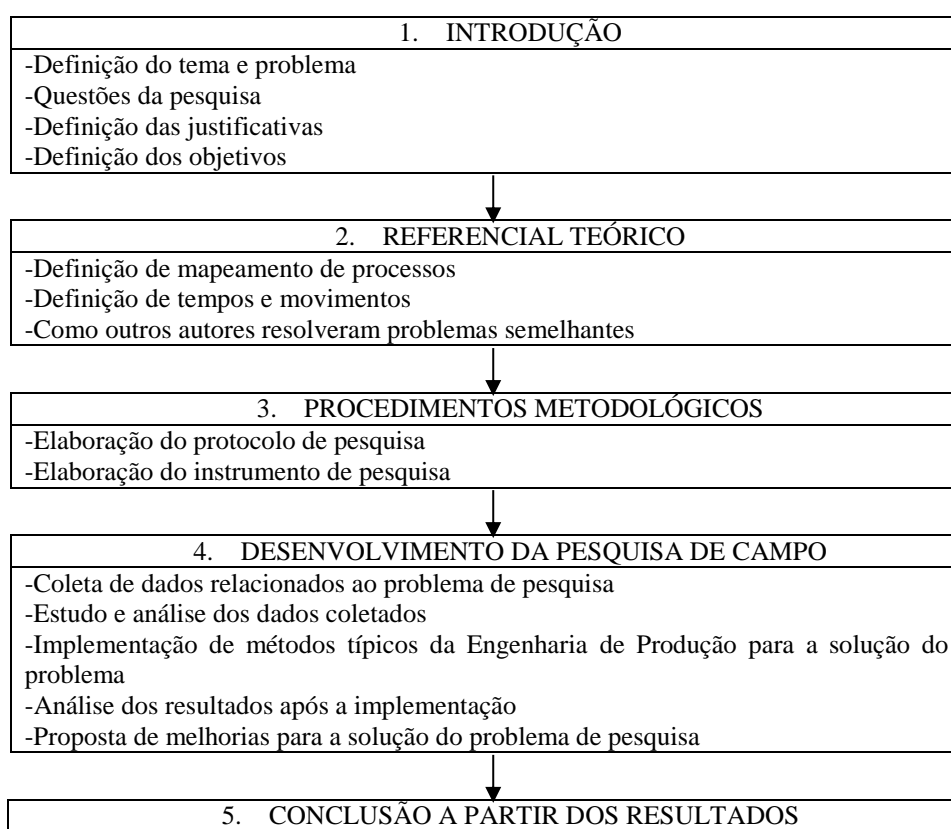 1. INTRODUÇÃO
-Definição do tema e problema
-Questões da pesquisa
-Definição das justificativas
-Definição dos objetivos
2. REFERENCIAL TEÓRICO
-Definição de mapeamento de processos
-Definição de tempos e movimentos
-Como outros autores resolveram problemas semelhantes
3. PROCEDIMENTOS METODOLÓGICOS
-Elaboração do protocolo de pesquisa
-Elaboração do instrumento de pesquisa
4. DESENVOLVIMENTO DA PESQUISA DE CAMPO
-Coleta de dados relacionados ao problema de pesquisa
-Estudo e análise dos dados coletados
-Implementação de métodos típicos da Engenharia de Produção para a solução do
problema
-Análise dos resultados após a implementação
-Proposta de melhorias para a solução do problema de pesquisa
5. CONCLUSÃO A PARTIR DOS RESULTADOS